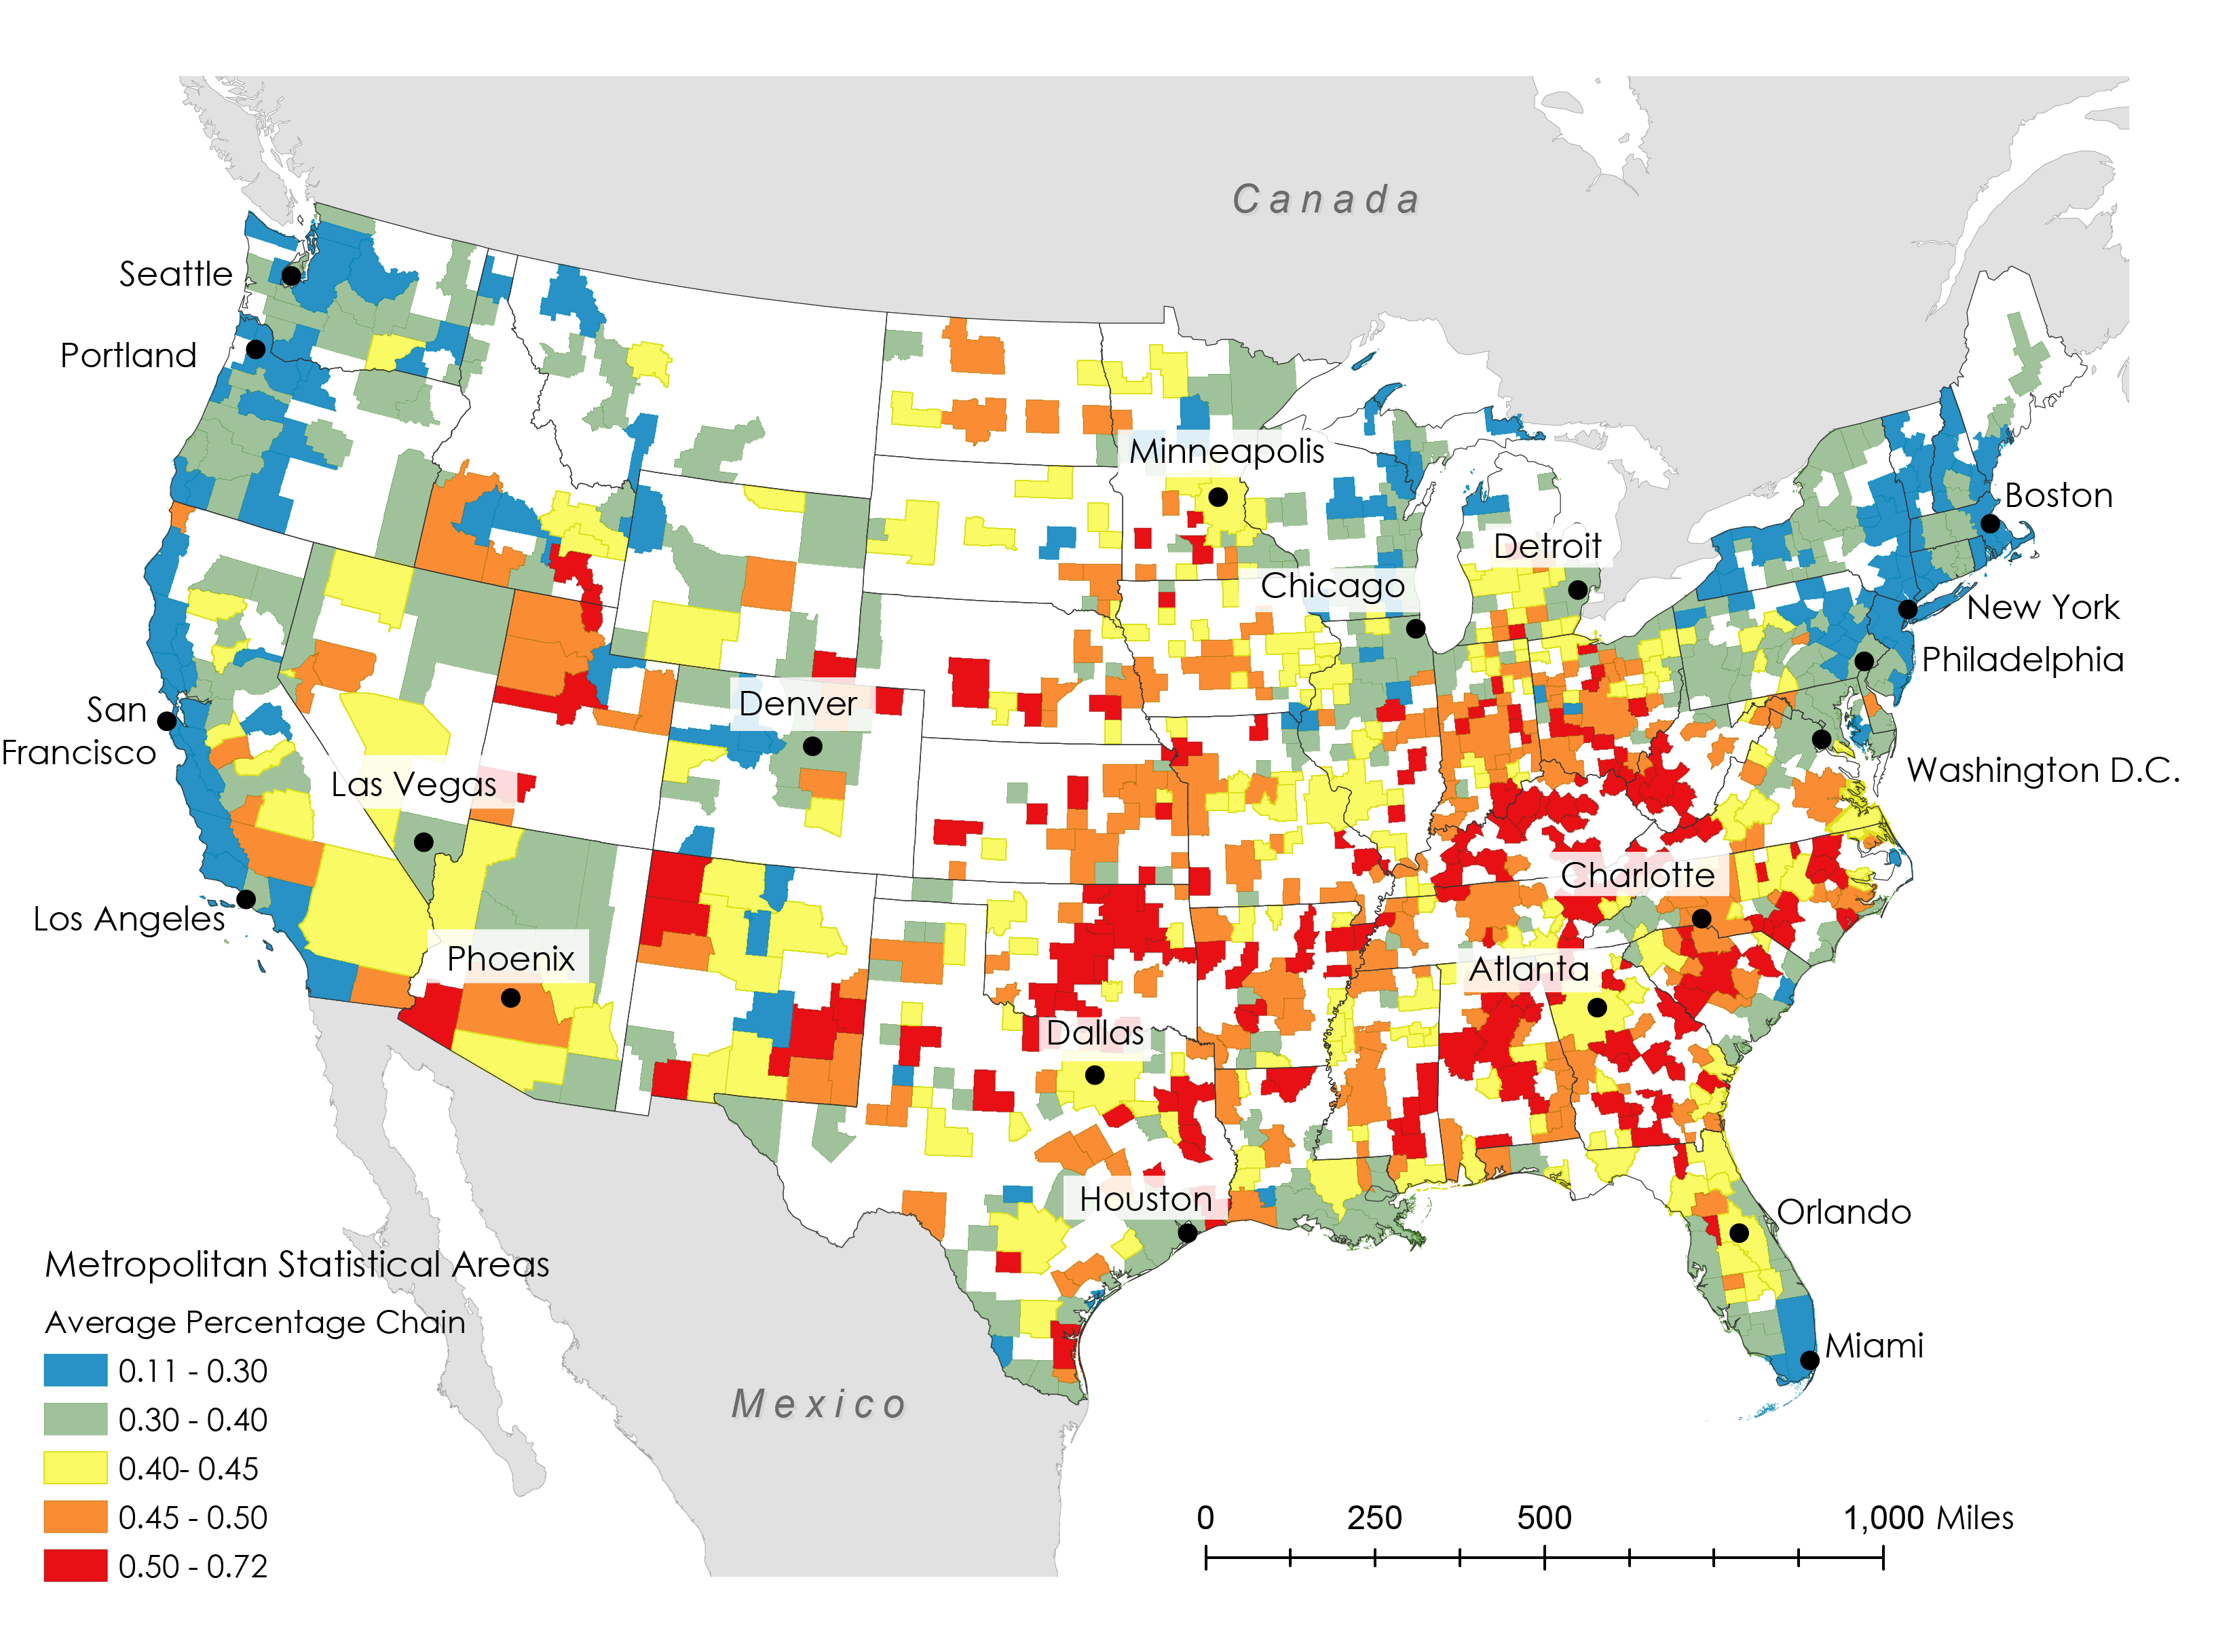 Canada
Seattle
Portland
Minneapolis
Boston
Detroit
Chicago
New York
Philadelphia
San
Francisco
Denver
Washington D.C.
Las Vegas
Charlotte
Los Angeles
Phoenix
Atlanta
Dallas
Houston
Orlando
Miami
Mexico
Metropolitan Statistical Areas
Average Percentage Chain
0.11 - 0.30
0.30 - 0.40
0.40- 0.45
0.45 - 0.50
0.50 - 0.72
0 250 500 1,000 Miles